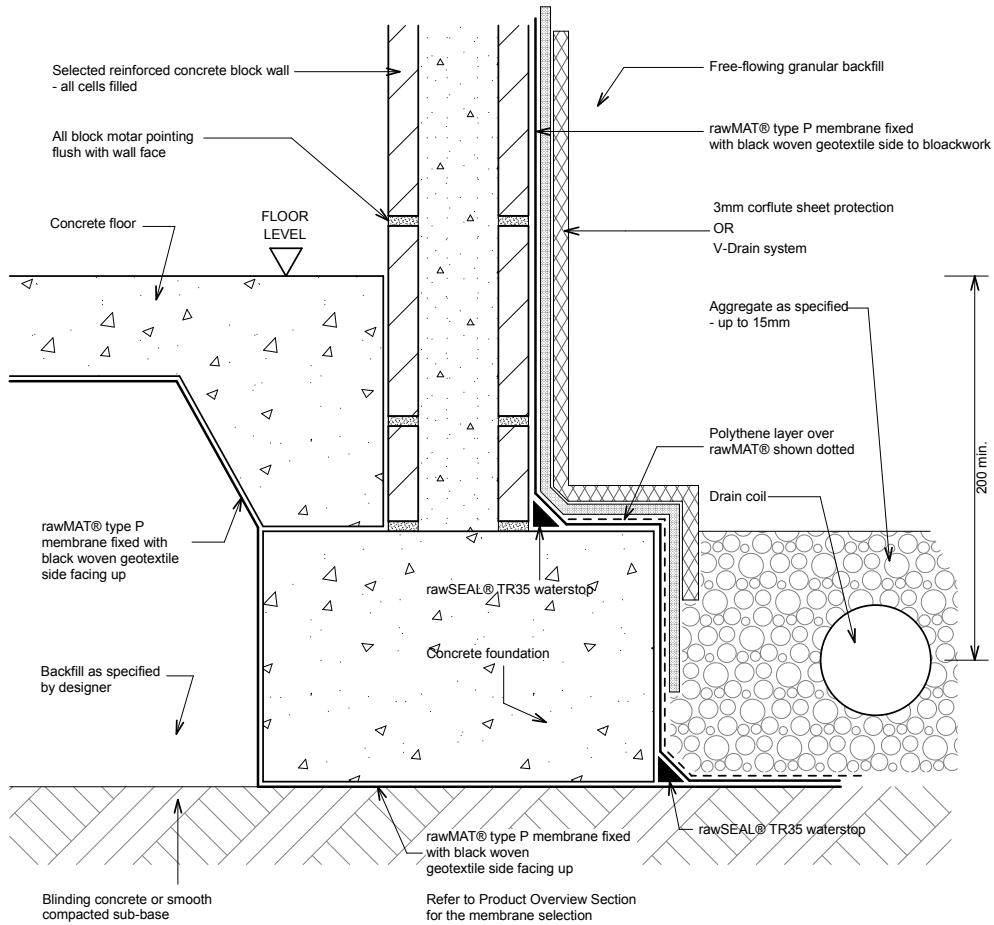 Selected reinforced concrete block wall
- all cells filled
All block motar pointing
flush with wall face
Concrete floor
FLOOR
LEVEL
Free-flowing granular backfill
rawMAT® type P membrane fixed
with black woven geotextile side to bloackwork
3mm corflute sheet protection
OR
V-Drain system
Aggregate as specified
- up to 15mm
200 min.
Polythene layer over
rawMAT® shown dotted
Drain coil
rawMAT® type P
membrane fixed with
black woven geotextile
side facing up
rawSEAL® TR35 waterstop
Concrete foundation
Backfill as specified
by designer
rawMAT® type P membrane fixed
with black woven
geotextile side facing up
rawSEAL® TR35 waterstop
Blinding concrete or smooth
compacted sub-base
Refer to Product Overview Section
for the membrane selection